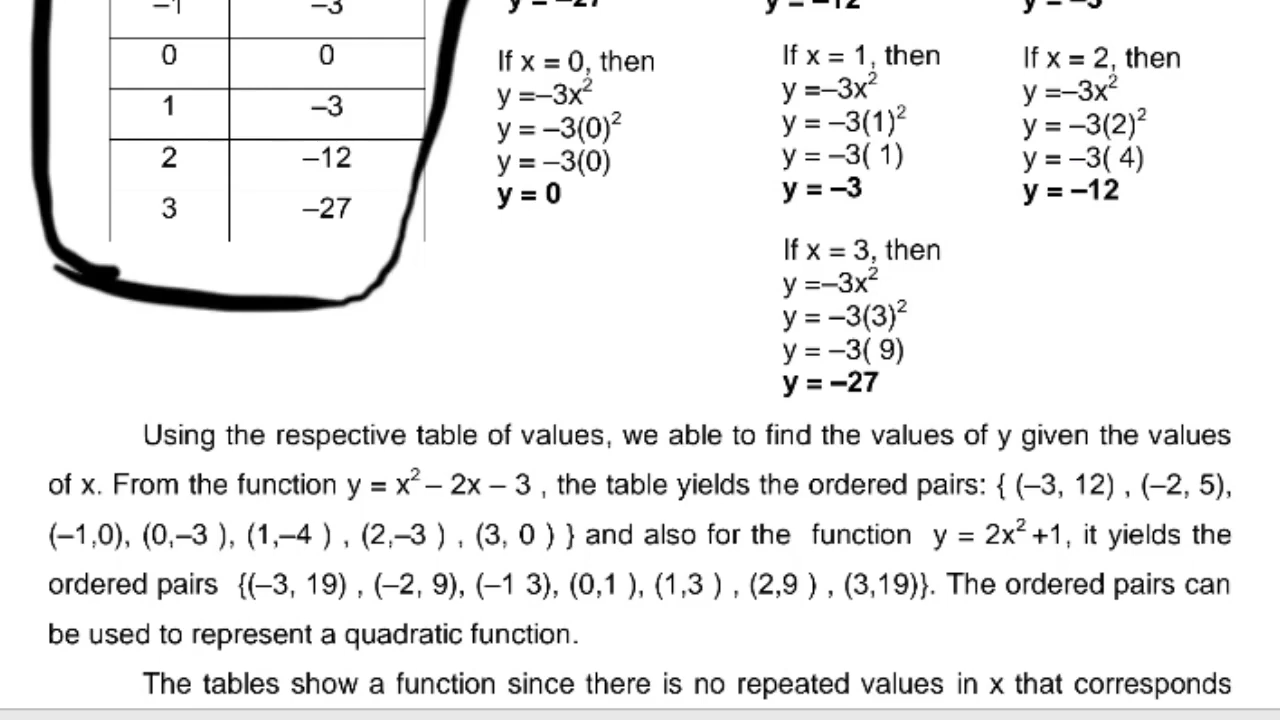 –1 –3 y = –27 y = –12 y = –3
0 0
If x = 0, then If x = 1, then If x = 2, then
y =–3x² y =–3x² y =–3x²
1 –3
y = –3(0)² y = –3(1)² y = –3(2)²
2 –12
y = –3(0) y = –3( 1) y = –3( 4)
y = 0 y = –3 y = –12
3 –27
If x = 3, then
y =–3x²
y = –3(3)²
y = –3( 9)
y = –27
Using the respective table of values, we able to find the values of y given the values
of x. From the function y = x² – 2x – 3 , the table yields the ordered pairs: { (–3, 12) , (–2, 5),
(–1,0), (0,–3 ), (1,–4 ) , (2,–3 ) , (3, 0 ) } and also for the function y = 2x² +1, it yields the
ordered pairs {(–3, 19) , (–2, 9), (–1 3), (0,1 ), (1,3 ) , (2,9 ) , (3,19)}. The ordered pairs can
be used to represent a quadratic function.
The tables show a function since there is no repeated values in x that corresponds